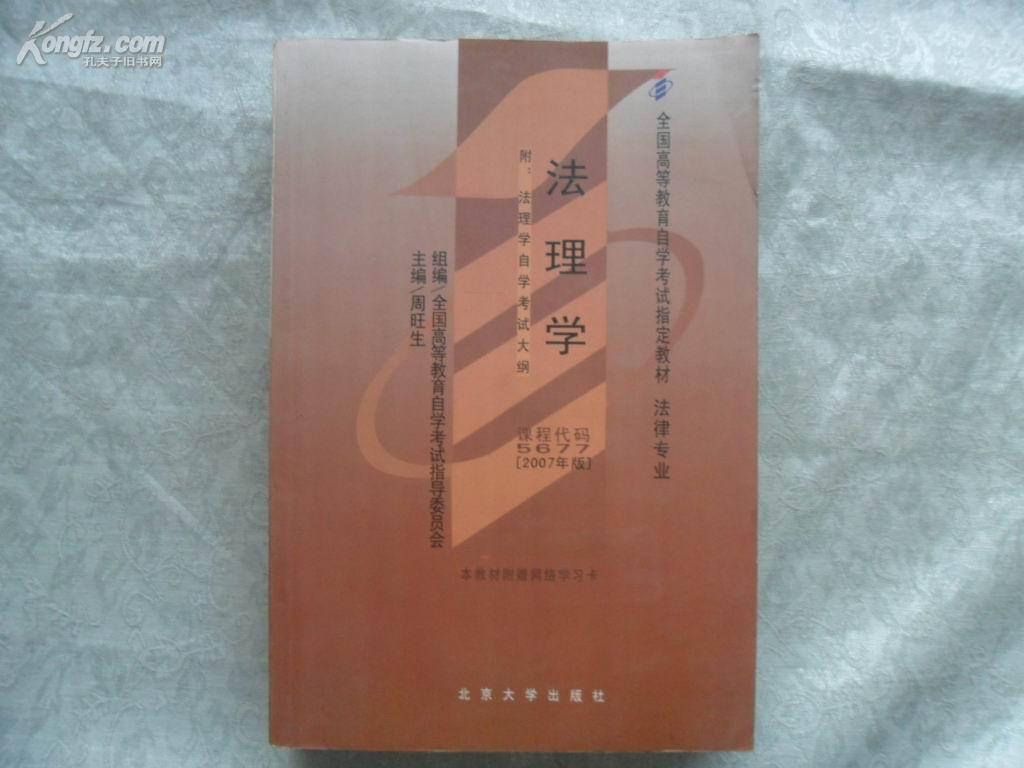 Kongfz.com
孔夫子旧书网
全国高等教育自学考试指定教材 法律专业
法理学
附：法理学自学考试大纲
组编／全国高等教育自学考试指导委员会
主编／周旺生
课程代码
5677
[2007年版]
本教材附赠网络学习卡
北京大学出版社